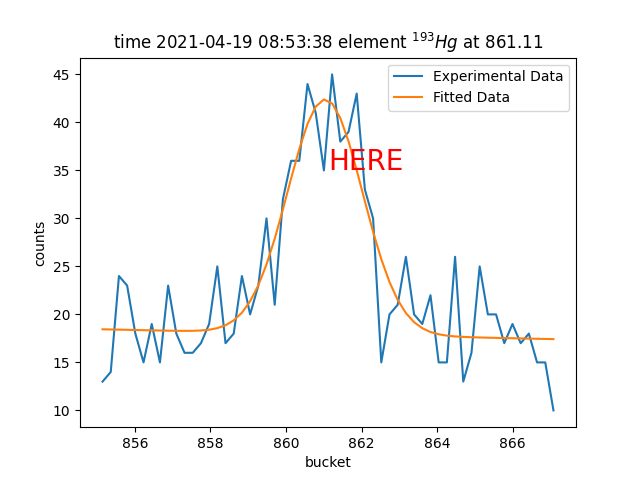 time 2021-04-19 08:53:38 element ¹⁹³Hg at 861.11
Experimental Data
Fitted Data
HERE
45
40
35
30
25
20
15
10
counts
856 858 860 862 864 866
bucket